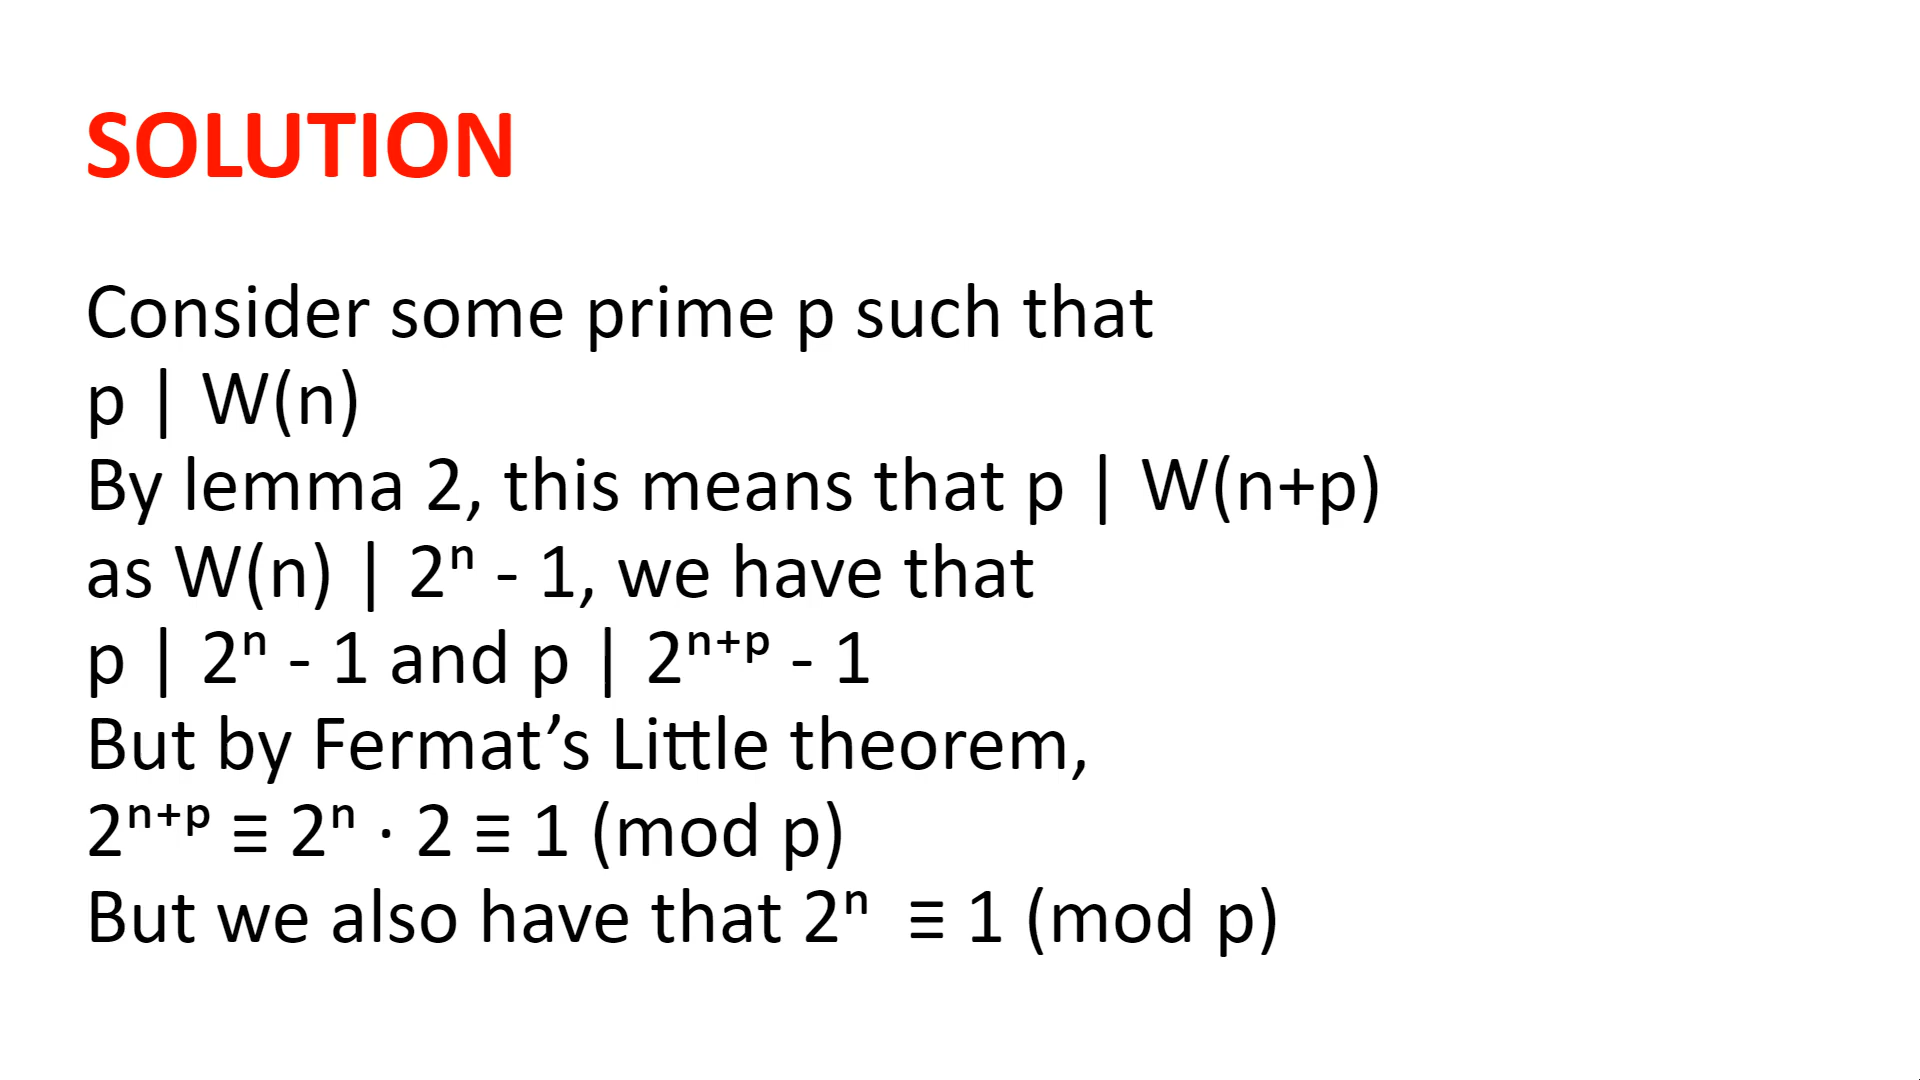 SOLUTION
Consider some prime p such that
p | W(n)
By lemma 2, this means that p | W(n+p)
as W(n) | 2ⁿ - 1, we have that
p | 2ⁿ - 1 and p | 2ⁿ⁺ᵖ - 1
But by Fermat’s Little theorem,
2ⁿ⁺ᵖ ≡ 2ⁿ · 2 ≡ 1 (mod p)
But we also have that 2ⁿ ≡ 1 (mod p)